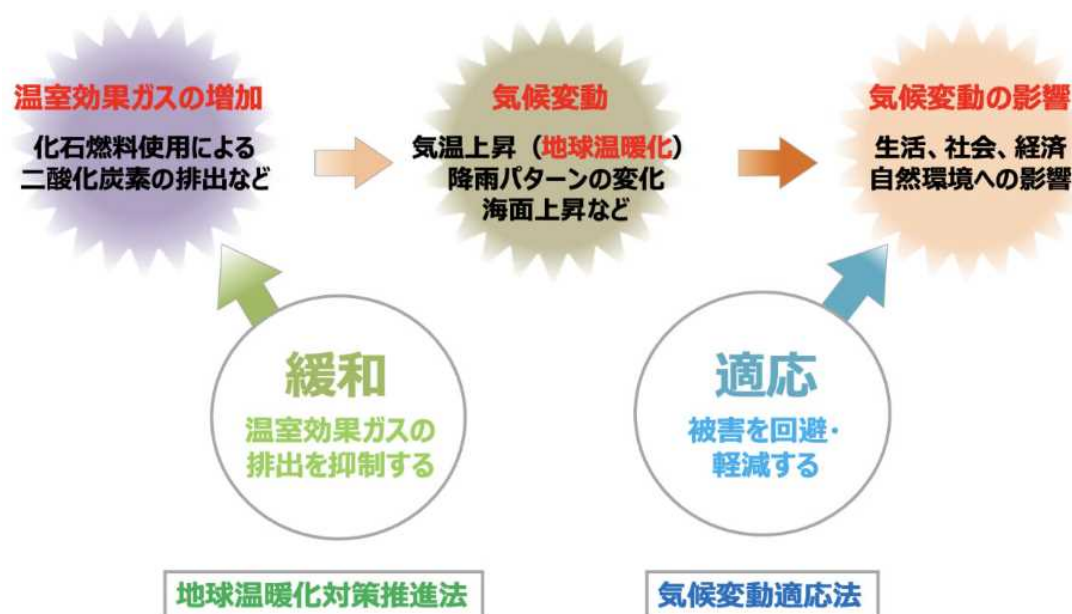 温室効果ガスの増加
化石燃料使用による
二酸化炭素の排出など
気候変動
気温上昇（地球温暖化）
降雨パターンの変化
海面上昇など
気候変動の影響
生活、社会、経済
自然環境への影響
緩和
温室効果ガスの
排出を抑制する
適応
被害を回避・
軽減する
地球温暖化対策推進法
気候変動適応法